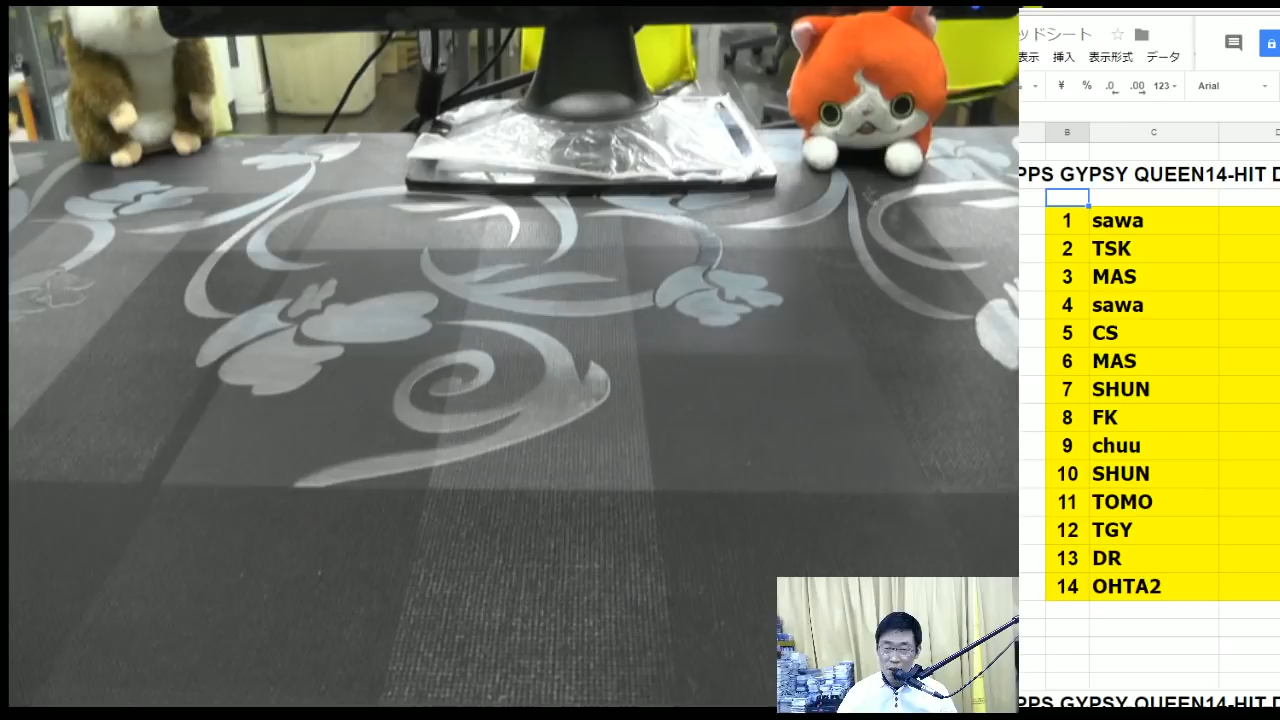 ッドシート
表示 挿入 表示形式 データ
% ¥ % .0 .00 123 Arial
B C D
PPS GYPSY QUEEN14-HIT D
1 sawa
2 TSK
3 MAS
4 sawa
5 CS
6 MAS
7 SHUN
8 FK
9 chuu
10 SHUN
11 TOMO
12 TGY
13 DR
14 OHTA2
PPS GYPSY QUEEN14-HIT D